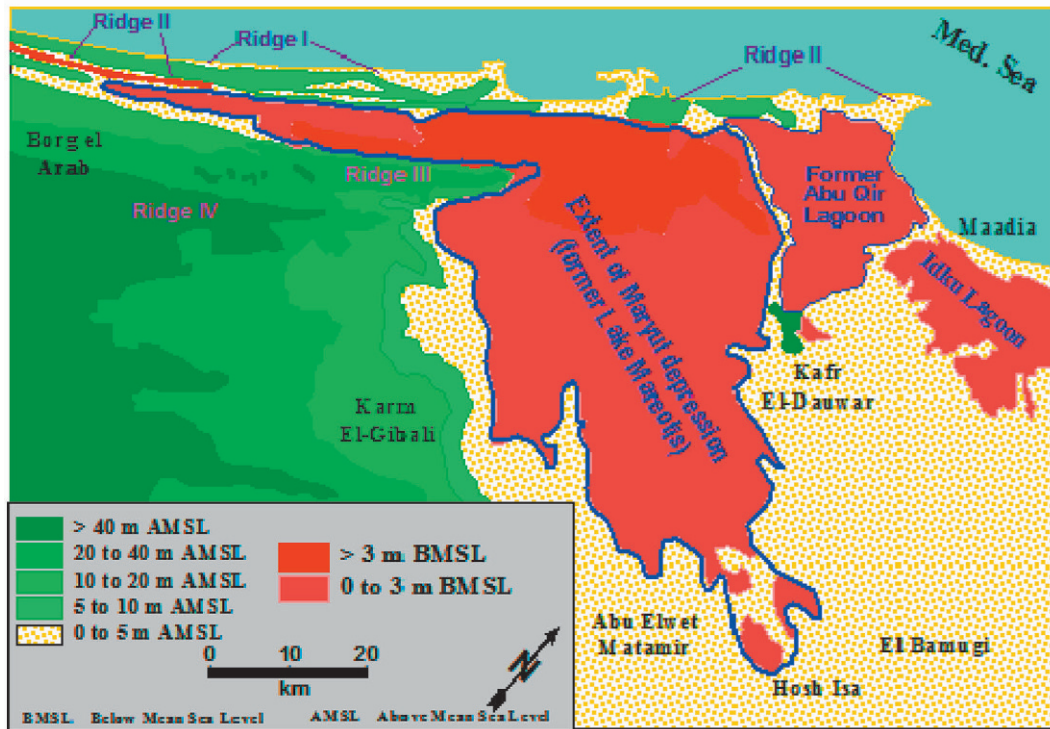 Ridge II
Ridge I
Ridge II
Med. Sea
Borg el
Arab
Ridge III
Ridge IV
Former
Abu Qir
Lagoon
Maadia
Idku Lagoon
Extent of Maryut depression
(former Lake Mareotis)
Kafr
El-Dauwar
Karm
El-Gibali
> 40 m AMSL
20 to 40 m AMSL
10 to 20 m AMSL
5 to 10 m AMSL
0 to 5 m AMSL
> 3 m BMSL
0 to 3 m BMSL
0 10 20
km
N
BMSL Below Mean Sea Level AMSL Above Mean Sea Level
Abu Elwet
Matamir
El Bamugi
Hosh Isa